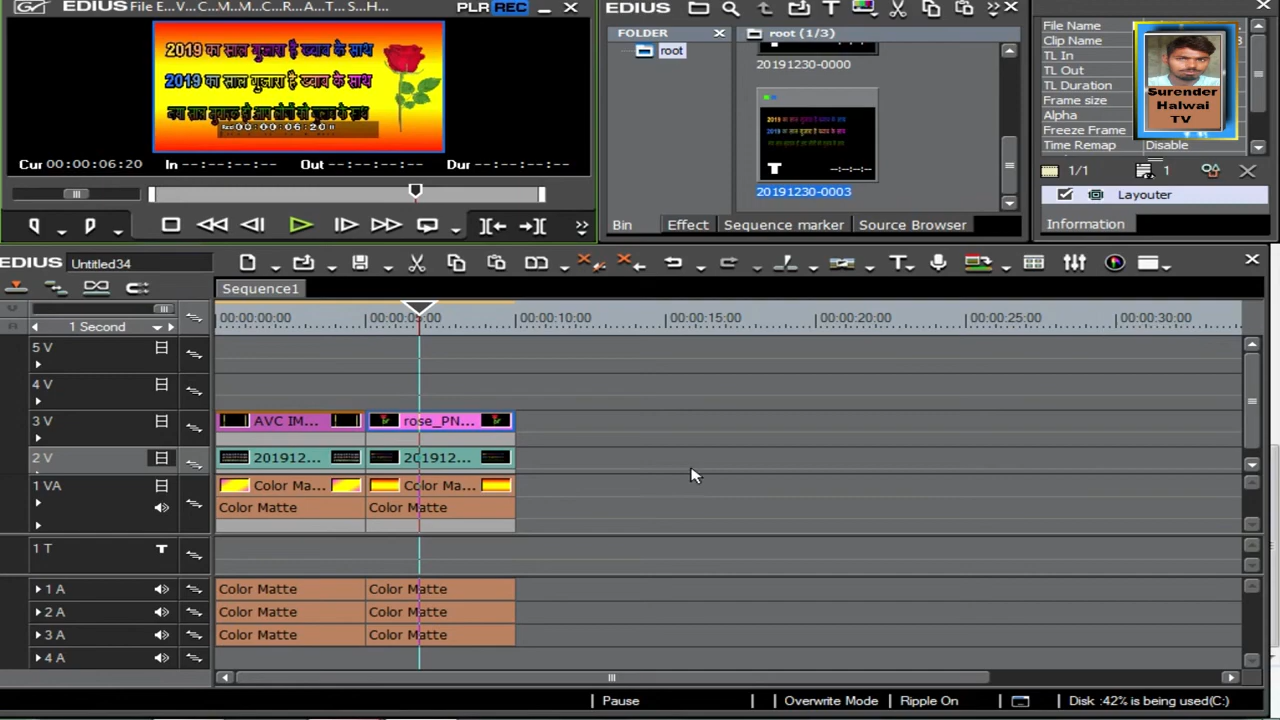 EDIUS File E...V...C...M...M...C...R...A...T...S...H...
PLR REC
2019 का साल गुजारा है ख्वाब के साथ
2019 का साल गुजारा है ख्वाब के साथ
00:00:06:20
Cur 00:00:06:20 In --:--:--:-- Out --:--:--:-- Dur --:--:--:--
EDIUS
FOLDER
root
root (1/3)
20191230-0000
T --:--:--:--
20191230-0003
Bin Effect Sequence marker Source Browser
File Name
Clip Name
TL In
TL Out
TL Duration
Frame size
Alpha
Freeze Frame
Time Remap Disable
Surender
Halwai
TV
1/1 1
Layouter
Information
EDIUS Untitled34
Sequence1
1 Second
00:00:00:00 00:00:05:00 00:00:10:00 00:00:15:00 00:00:20:00 00:00:25:00 00:00:30:00
5 V
4 V
3 V AVC IM... rose_PN...
2 V 201912... 201912...
1 VA Color Ma... Color Ma...
Color Matte Color Matte
1 T T
1 A Color Matte Color Matte
2 A Color Matte Color Matte
3 A Color Matte Color Matte
4 A
Pause Overwrite Mode Ripple On Disk :42% is being used(C:)